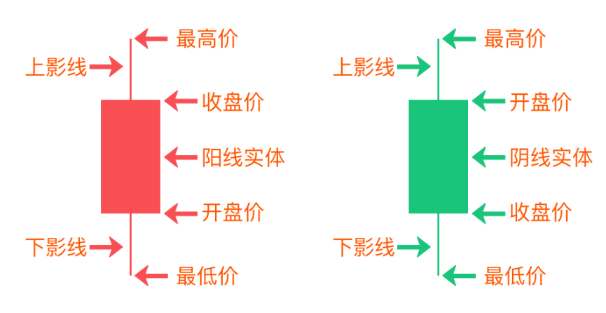 最高价
上影线
收盘价
阳线实体
开盘价
下影线
最低价
最高价
上影线
开盘价
阴线实体
收盘价
下影线
最低价